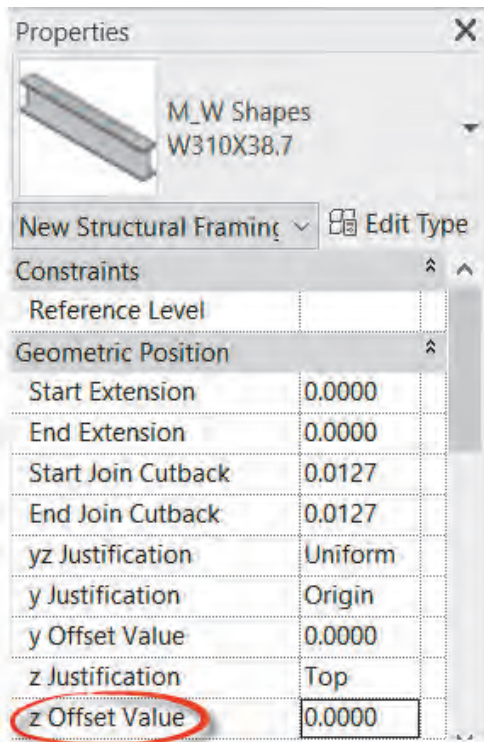 Properties
M_W Shapes
W310X38.7
New Structural Framing Edit Type
Constraints
Reference Level
Geometric Position
Start Extension 0.0000
End Extension 0.0000
Start Join Cutback 0.0127
End Join Cutback 0.0127
yz Justification Uniform
y Justification Origin
y Offset Value 0.0000
z Justification Top
z Offset Value 0.0000